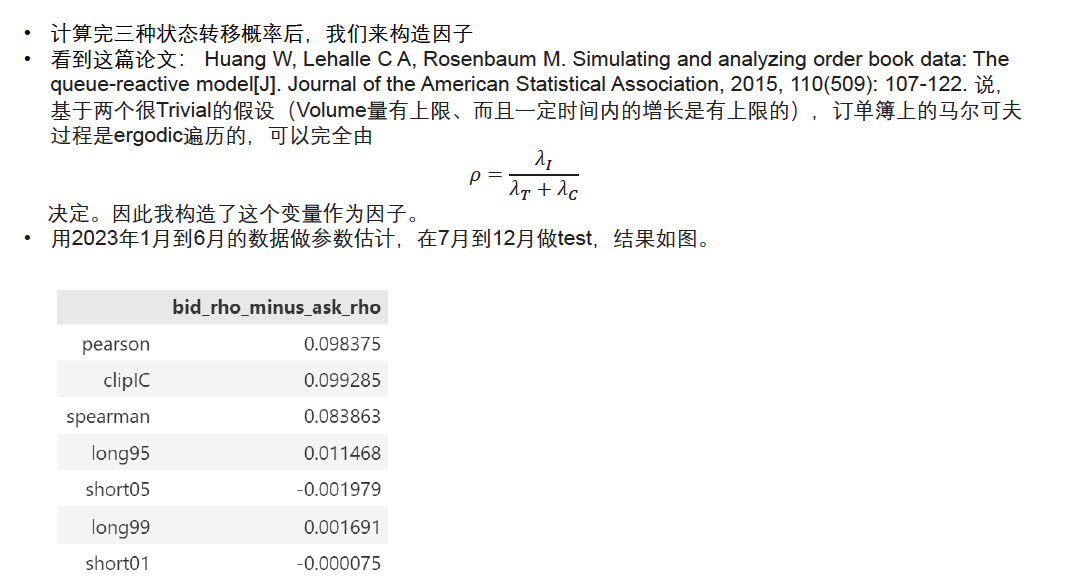 • 计算完三种状态转移概率后，我们来构造因子
• 看到这篇论文： Huang W, Lehalle C A, Rosenbaum M. Simulating and analyzing order book data: The
queue-reactive model[J]. Journal of the American Statistical Association, 2015, 110(509): 107-122. 说，
基于两个很Trivial的假设（Volume量有上限、而且一定时间内的增长是有上限的），订单簿上的马尔可夫
过程是ergodic遍历的，可以完全由
ρ = λ_I / (λ_T + λ_C)
决定。因此我构造了这个变量作为因子。
• 用2023年1月到6月的数据做参数估计，在7月到12月做test，结果如图。
bid_rho_minus_ask_rho
pearson 0.098375
clipIC 0.099285
spearman 0.083863
long95 0.011468
short05 -0.001979
long99 0.001691
short01 -0.000075